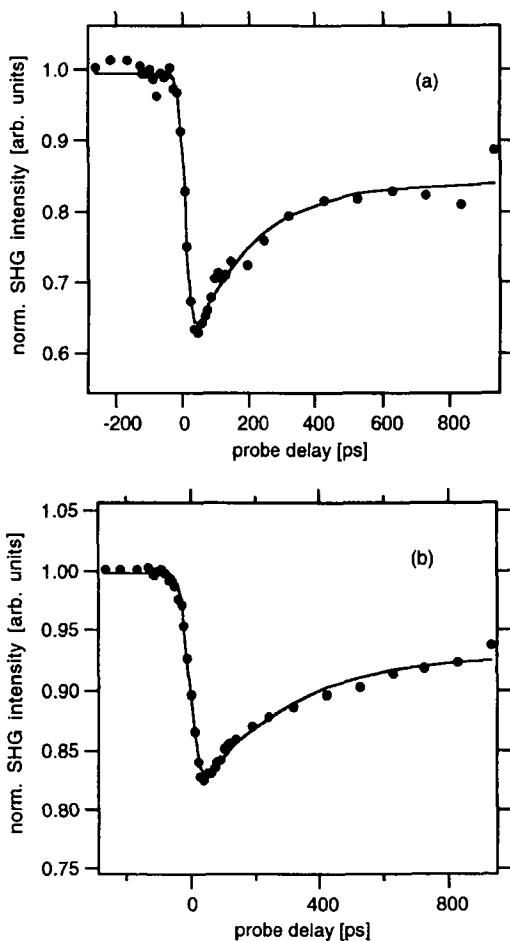 (a)
1.0
0.9
0.8
0.7
0.6
norm. SHG intensity [arb. units]
-200 0 200 400 600 800
probe delay [ps]
(b)
1.05
1.00
0.95
0.90
0.85
0.80
0.75
norm. SHG intensity [arb. units]
0 400 800
probe delay [ps]